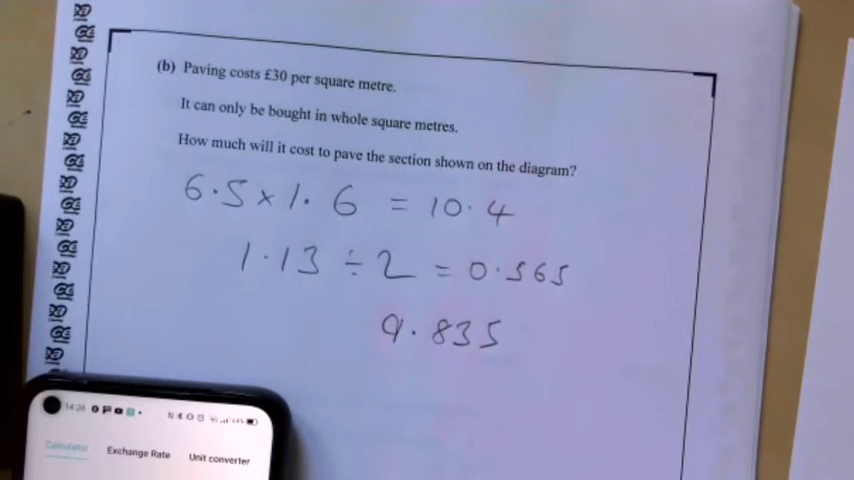 (b) Paving costs £30 per square metre.
It can only be bought in whole square metres.
How much will it cost to pave the section shown on the diagram?
6.5 × 1.6 = 10.4
1.13 ÷ 2 = 0.565
9.835
14:28
Calculator Exchange Rate Unit converter